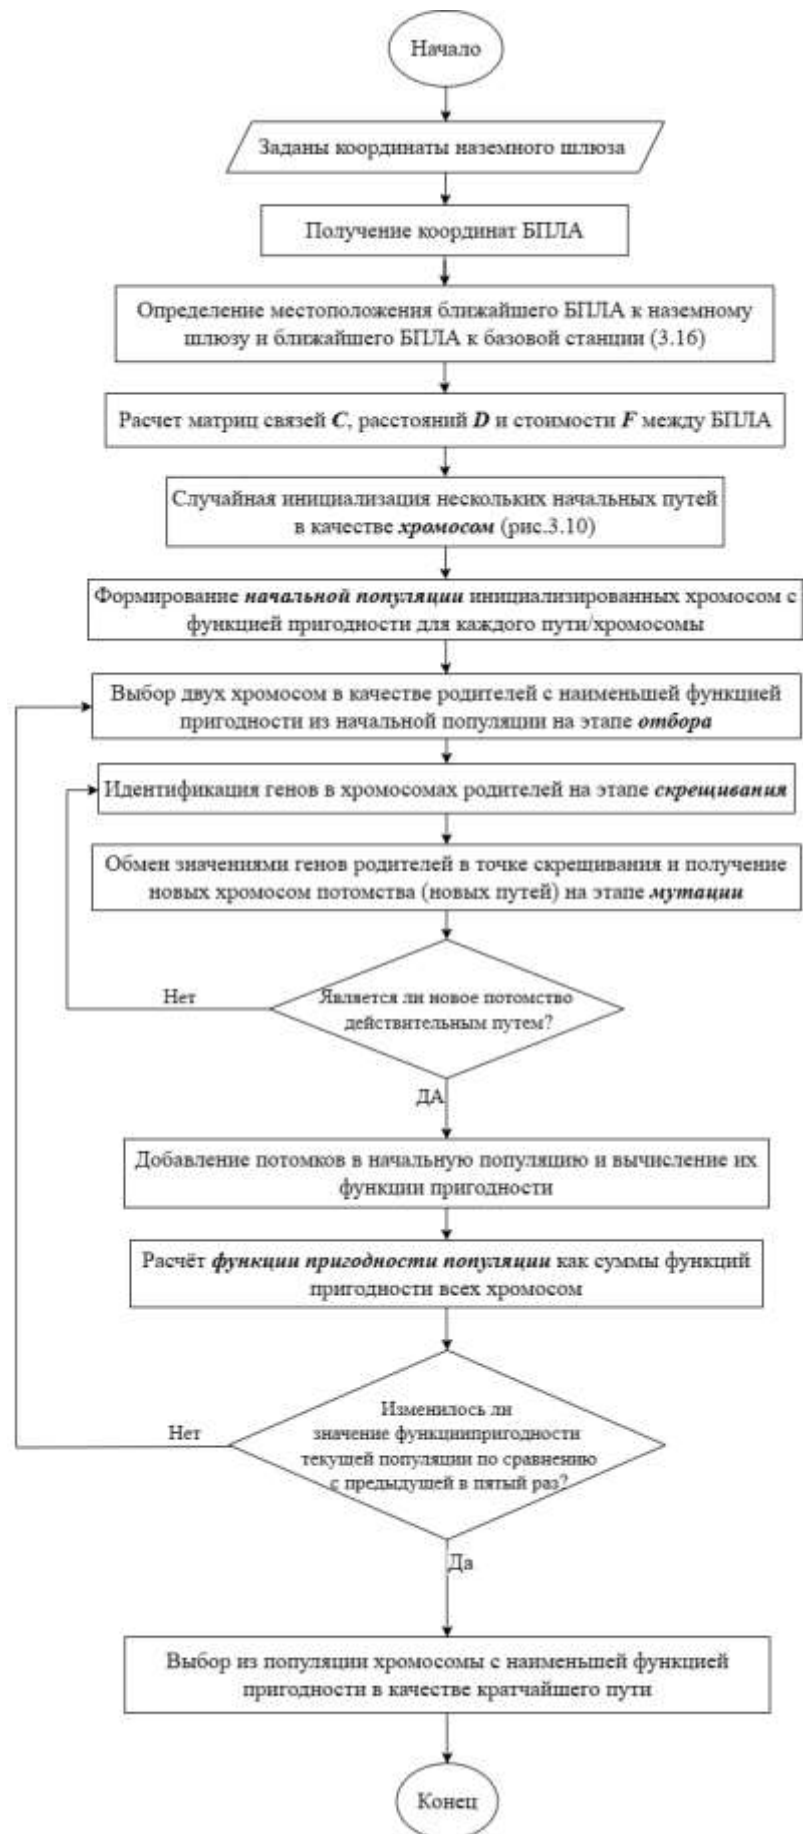 Начало
Заданы координаты наземного шлюза
Получение координат БПЛА
Определение местоположения ближайшего БПЛА к наземному
шлюзу и ближайшего БПЛА к базовой станции (3.16)
Расчет матриц связей C, расстояний D и стоимости F между БПЛА
Случайная инициализация нескольких начальных путей
в качестве хромосом (рис.3.10)
Формирование начальной популяции инициализированных хромосом с
функцией пригодности для каждого пути/хромосомы
Выбор двух хромосом в качестве родителей с наименьшей функцией
пригодности из начальной популяции на этапе отбора
Идентификация генов в хромосомах родителей на этапе скрещивания
Обмен значениями генов родителей в точке скрещивания и получение
новых хромосом потомства (новых путей) на этапе мутации
Нет
Является ли новое потомство
действительным путем?
ДА
Добавление потомков в начальную популяцию и вычисление их
функции пригодности
Расчёт функции пригодности популяции как суммы функций
пригодности всех хромосом
Нет
Изменилось ли
значение функциипригодности
текущей популяции по сравнению
с предыдущей в пятый раз?
Да
Выбор из популяции хромосомы с наименьшей функцией
пригодности в качестве кратчайшего пути
Конец